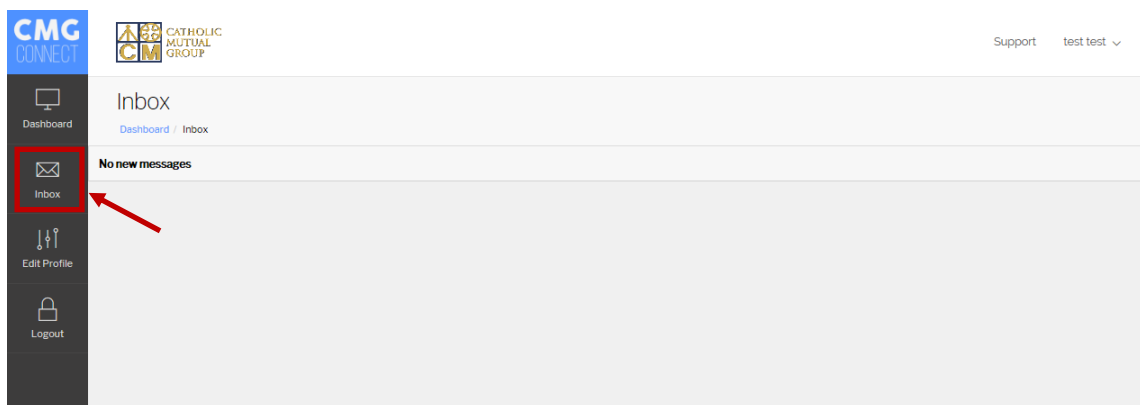 CMG
CONNECT
CM
CATHOLIC
MUTUAL
GROUP
Support
test test
Dashboard
Inbox
Edit Profile
Logout
Inbox
Dashboard / Inbox
No new messages